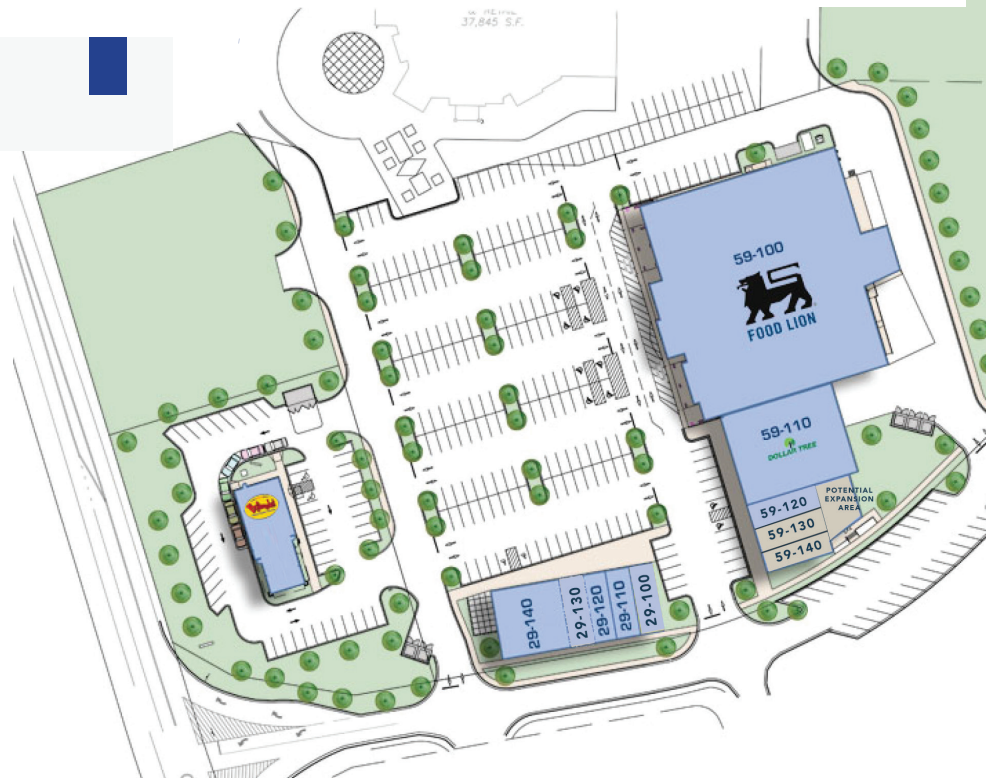 37,845 S.F.
59-100
FOOD LION
59-110
DOLLAR TREE
59-120
59-130
59-140
POTENTIAL
EXPANSION
AREA
29-140
29-130
29-120
29-110
29-100